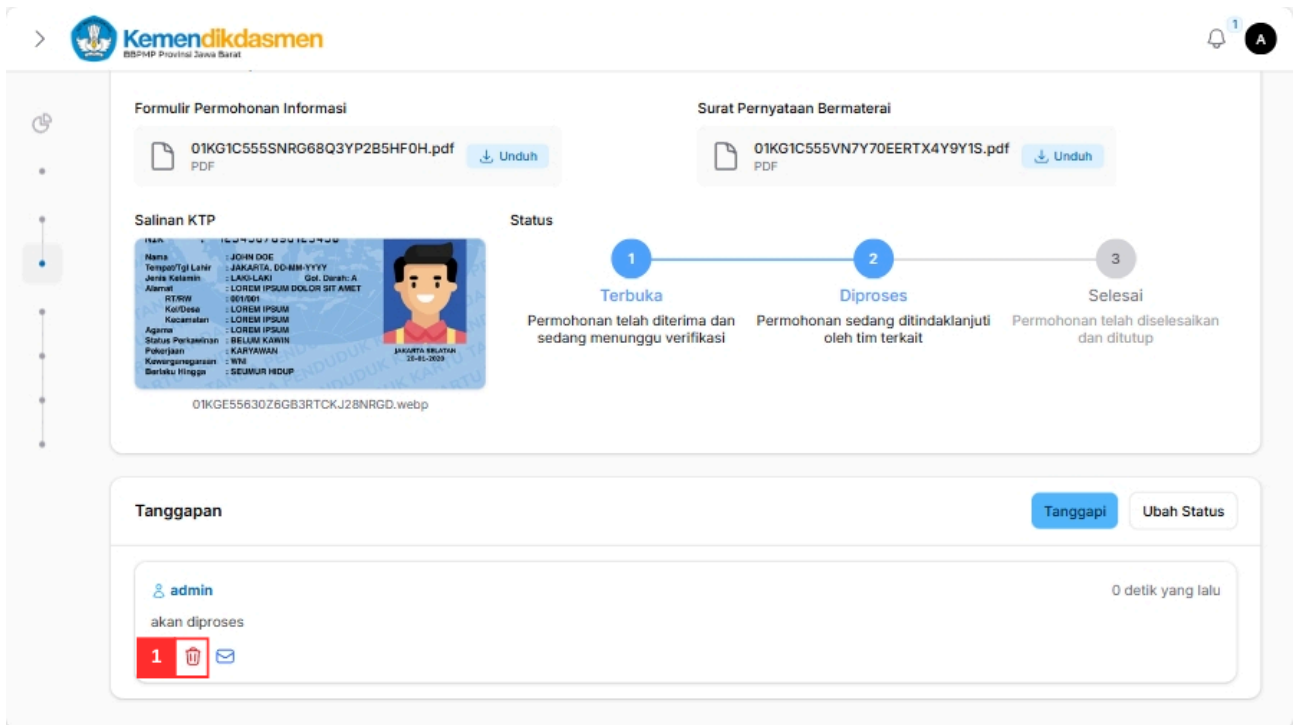 Kemendikdasmen
BBPMP Provinsi Jawa Barat
1
A
Formulir Permohonan Informasi
Surat Pernyataan Bermaterai
01KG1C555SNRG68Q3YP2B5HF0H.pdf
PDF
Unduh
01KG1C555VN7Y70EERTX4Y9Y1S.pdf
PDF
Unduh
Salinan KTP
Status
Nama : JOHN DOE
Tempat/Tgl Lahir : JAKARTA, DD-MM-YYYY
Jenis Kelamin : LAKI-LAKI Gol. Darah: A
Alamat : LOREM IPSUM DOLOR SIT AMET
RT/RW : 001/001
Kel/Desa : LOREM IPSUM
Kecamatan : LOREM IPSUM
Agama : LOREM IPSUM
Status Perkawinan : BELUM KAWIN
Pekerjaan : KARYAWAN
Kewarganegaraan : WNI
Berlaku Hingga : SEUMUR HIDUP
JAKARTA SELATAN
20-01-2020
01KGE55630Z6GB3RTCKJ28NRGD.webp
1
Terbuka
Permohonan telah diterima dan
sedang menunggu verifikasi
2
Diproses
Permohonan sedang ditindaklanjuti
oleh tim terkait
3
Selesai
Permohonan telah diselesaikan
dan ditutup
Tanggapan
Tanggapi
Ubah Status
admin
0 detik yang lalu
akan diproses
1